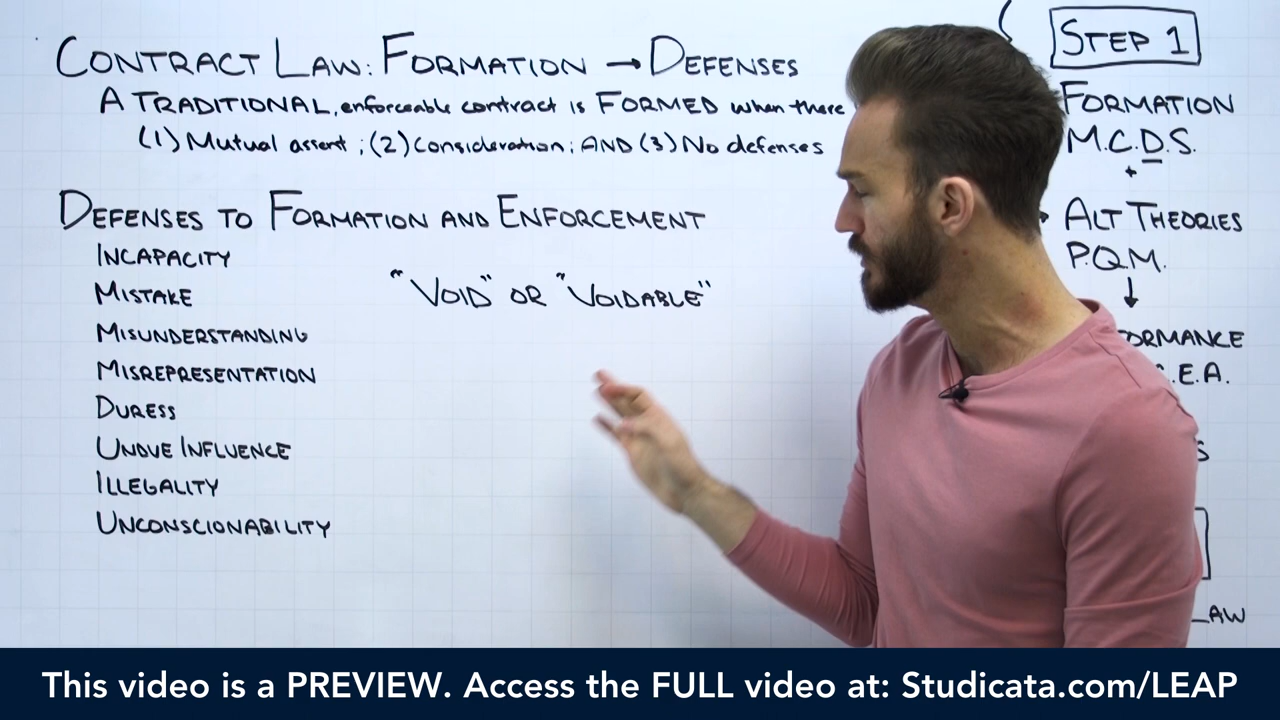 CONTRACT LAW: FORMATION → DEFENSES
A TRADITIONAL, enforceable contract is FORMED when there
(1) Mutual assent; (2) Consideration; AND (3) No defenses
DEFENSES TO FORMATION AND ENFORCEMENT
INCAPACITY
MISTAKE
MISUNDERSTANDING
MISREPRESENTATION
DURESS
UNDUE INFLUENCE
ILLEGALITY
UNCONSCIONABILITY
"VOID" OR "VOIDABLE"
STEP 1
FORMATION
M.C.D.S.
+
ALT THEORIES
P.Q.M.
↓
ORMANCE
.E.A.
S
LAW
This video is a PREVIEW. Access the FULL video at: Studicata.com/LEAP